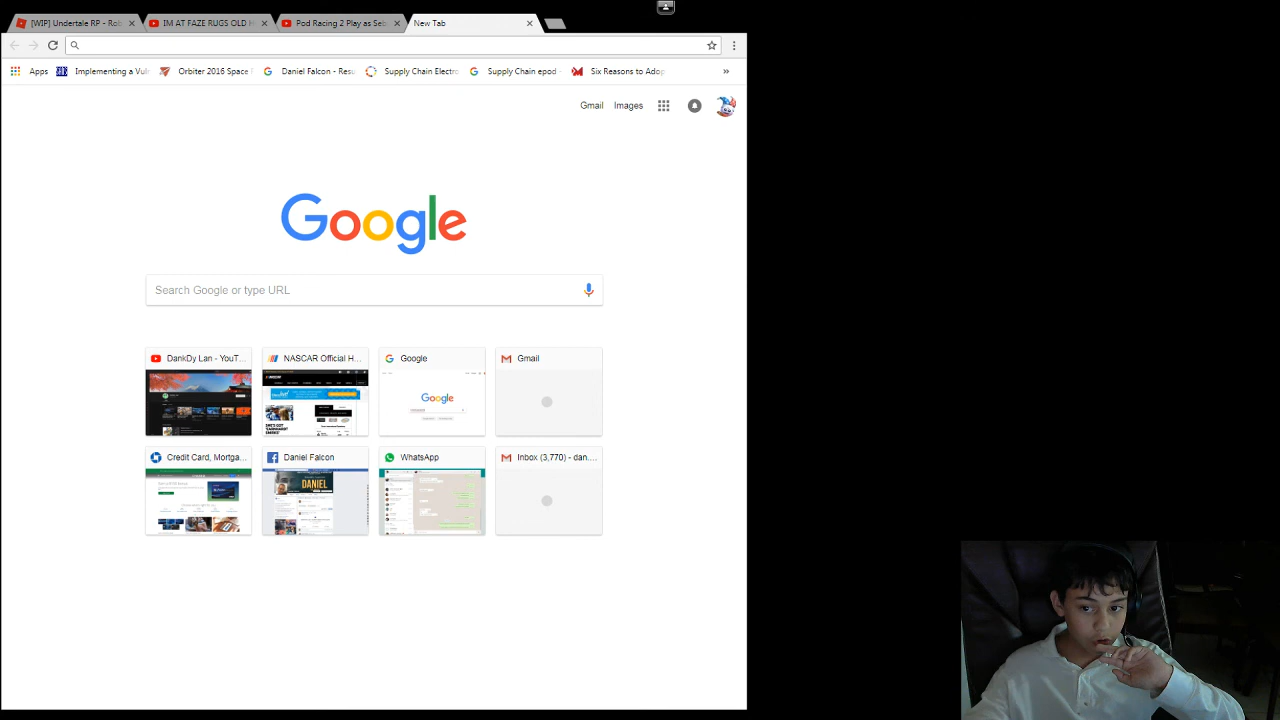 [WIP] Undertale RP - Rob
IM AT FAZE RUGS OLD H
Pod Racing 2 Play as Seb
New Tab
Apps
Implementing a Vul
Orbiter 2016 Space
Daniel Falcon - Resu
Supply Chain Electro
Supply Chain epod -
Six Reasons to Adop
»
Gmail
Images
Google
Search Google or type URL
DankDy Lan - YouT...
NASCAR Official H...
Google
Gmail
Google
Credit Card, Mortga...
Daniel Falcon
WhatsApp
Inbox (3,770) - dan....
DANIEL